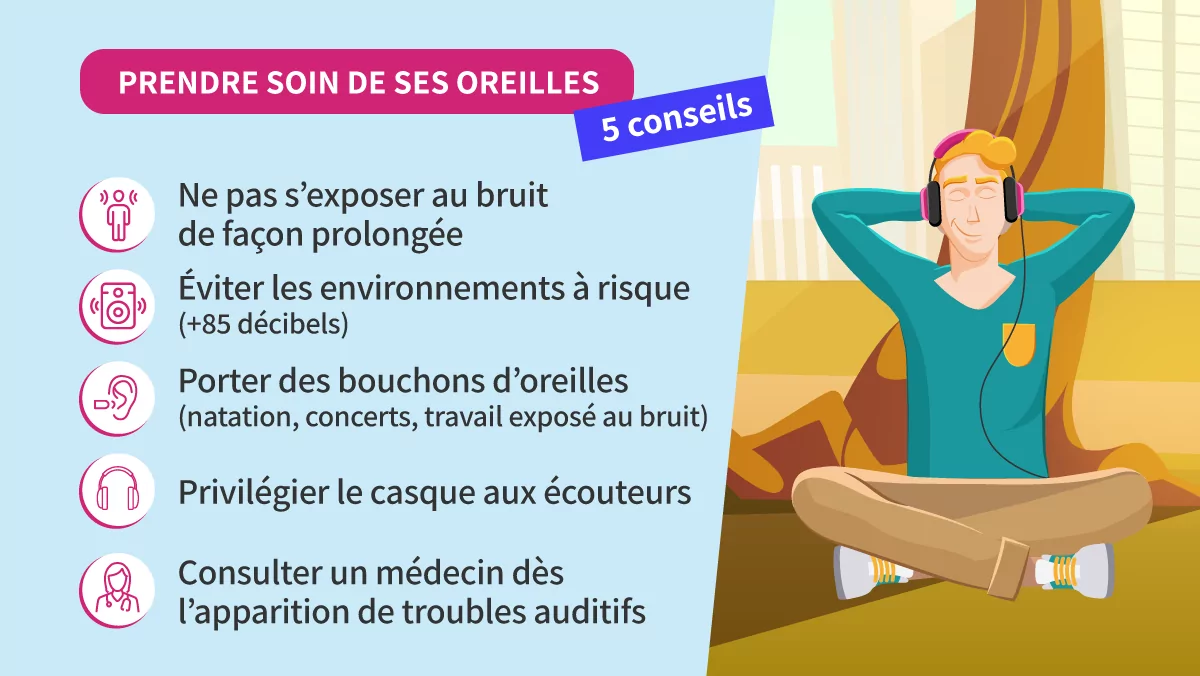 PRENDRE SOIN DE SES OREILLES
5 conseils
Ne pas s’exposer au bruit
de façon prolongée
Éviter les environnements à risque
(+85 décibels)
Porter des bouchons d’oreilles
(natation, concerts, travail exposé au bruit)
Privilégier le casque aux écouteurs
Consulter un médecin dès
l’apparition de troubles auditifs